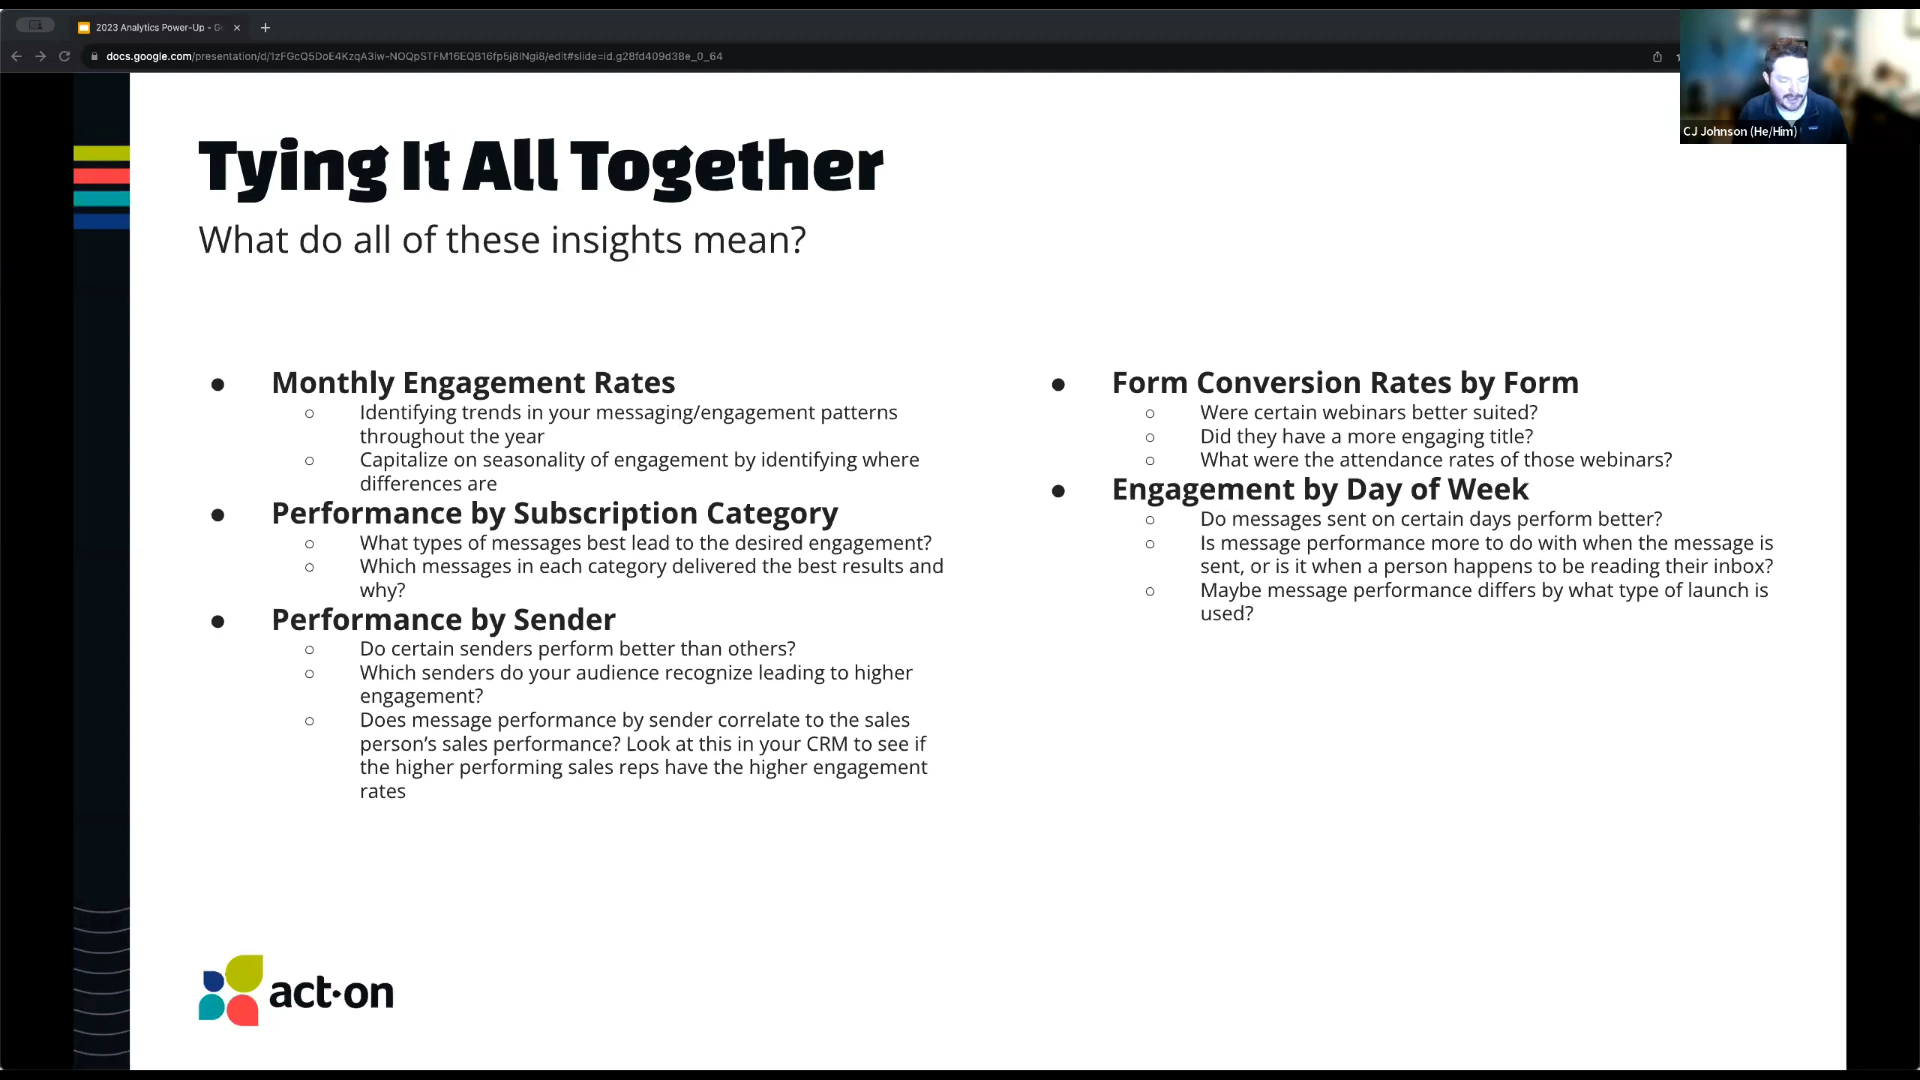 2023 Analytics Power-Up - G
docs.google.com/presentation/d/1zFGcQ5DoE4KzqA3iw-NOQpSTFM16EQB16fp5j8INgi8/edit#slide=id.g28fd409d38e_0_64
CJ Johnson (He/Him)
Tying It All Together
What do all of these insights mean?
● Monthly Engagement Rates
○ Identifying trends in your messaging/engagement patterns
throughout the year
○ Capitalize on seasonality of engagement by identifying where
differences are
● Performance by Subscription Category
○ What types of messages best lead to the desired engagement?
○ Which messages in each category delivered the best results and
why?
● Performance by Sender
○ Do certain senders perform better than others?
○ Which senders do your audience recognize leading to higher
engagement?
○ Does message performance by sender correlate to the sales
person’s sales performance? Look at this in your CRM to see if
the higher performing sales reps have the higher engagement
rates
● Form Conversion Rates by Form
○ Were certain webinars better suited?
○ Did they have a more engaging title?
○ What were the attendance rates of those webinars?
● Engagement by Day of Week
○ Do messages sent on certain days perform better?
○ Is message performance more to do with when the message is
sent, or is it when a person happens to be reading their inbox?
○ Maybe message performance differs by what type of launch is
used?
act·on